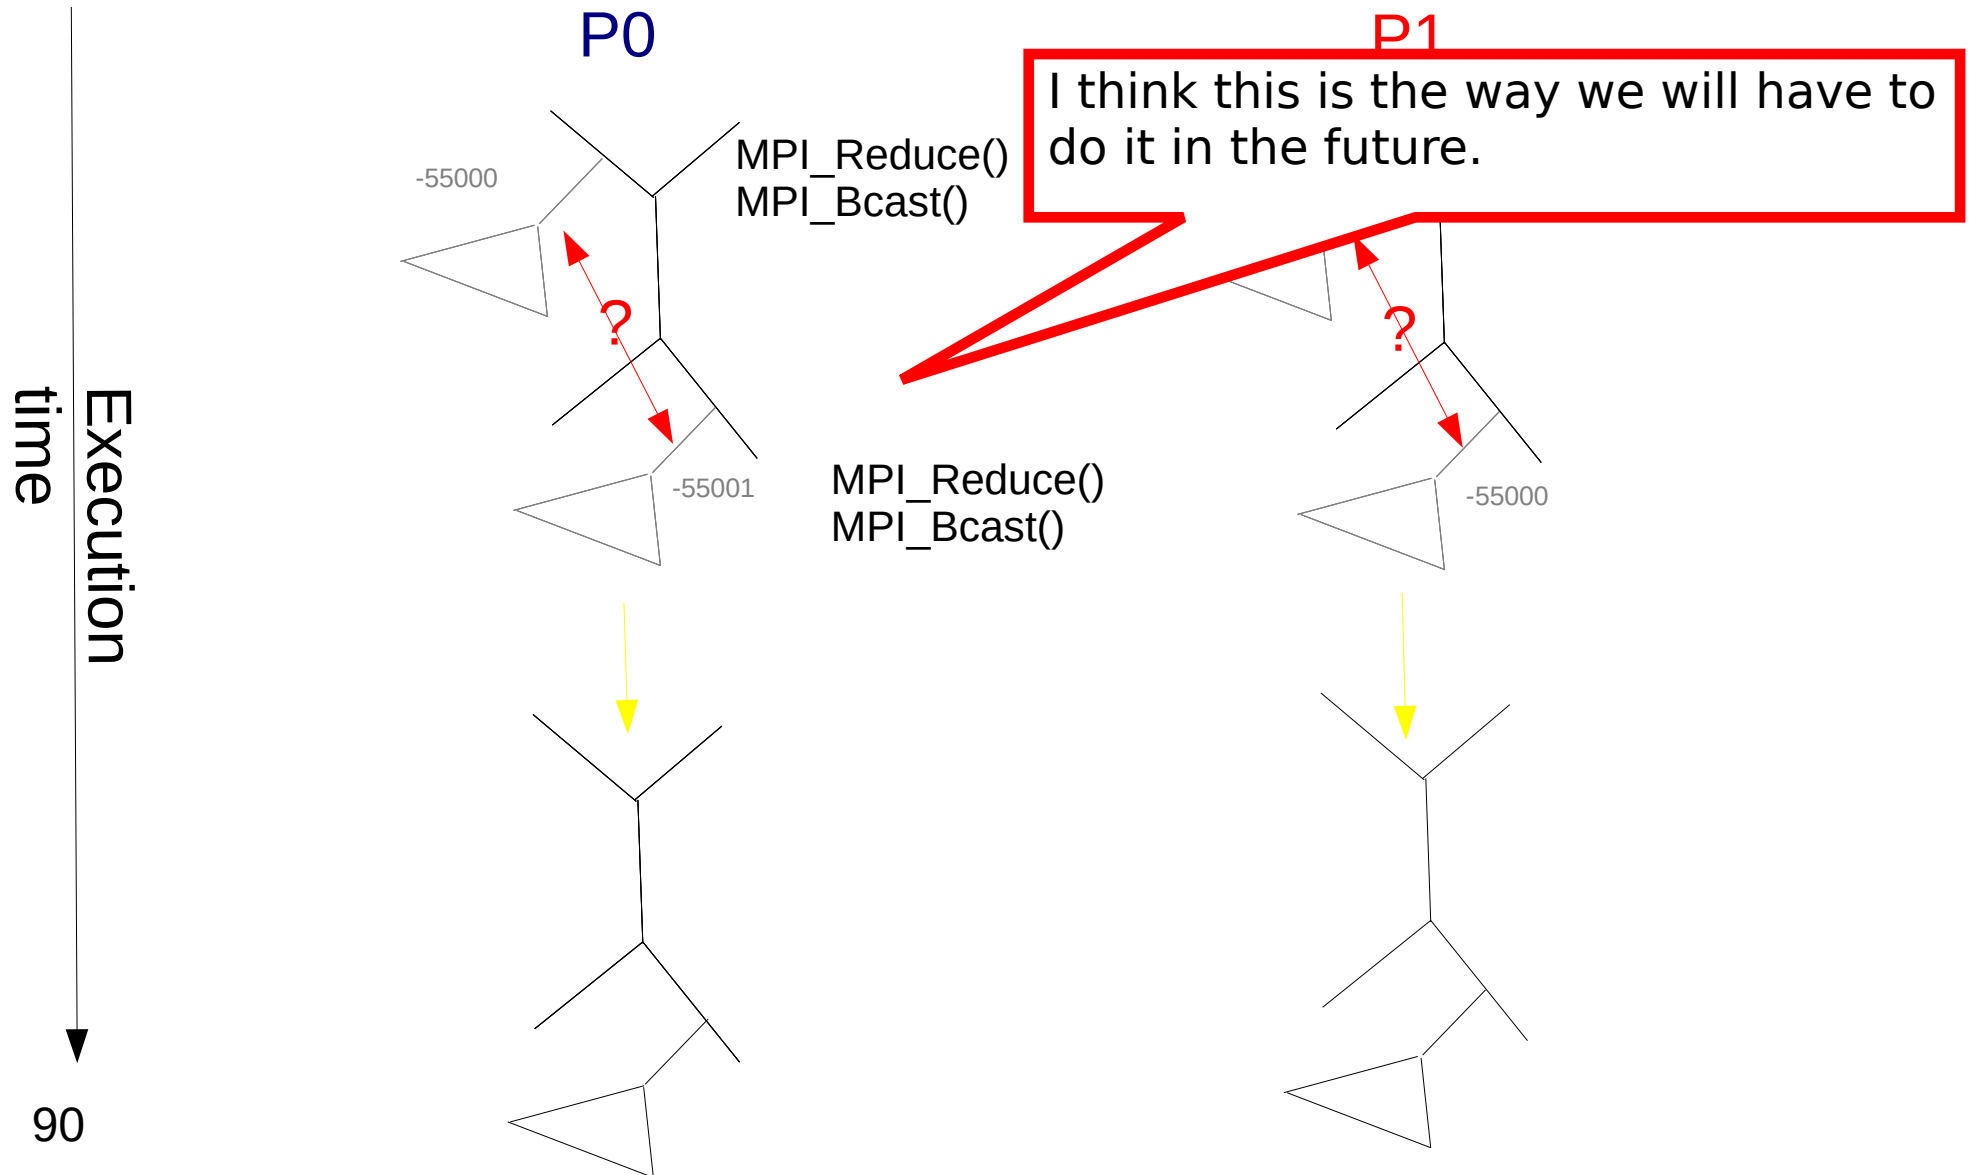 P0
P1
I think this is the way we will have to
do it in the future.
MPI_Reduce()
MPI_Bcast()
-55000
?
?
Execution
time
MPI_Reduce()
MPI_Bcast()
-55001
-55000
90